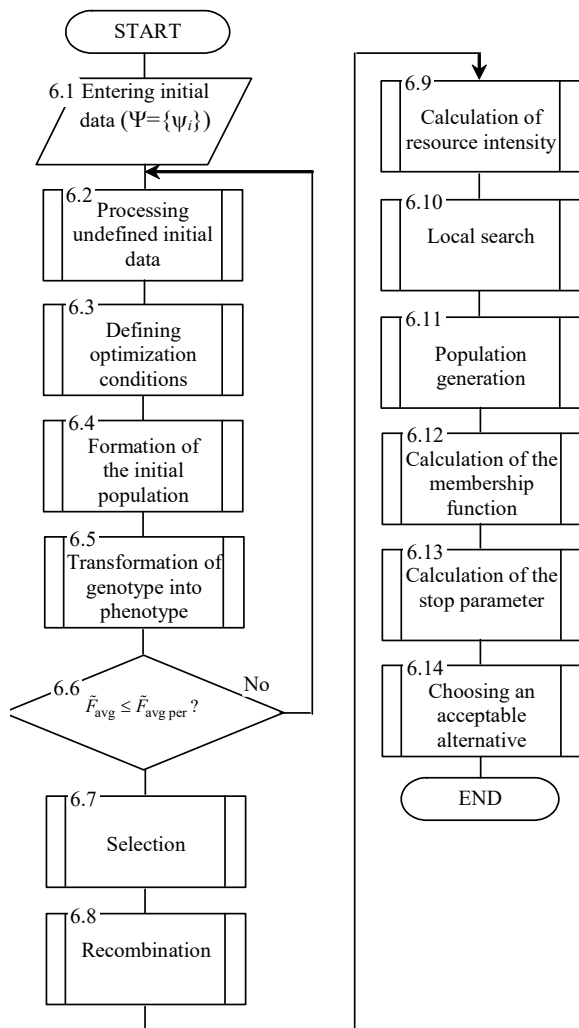 START
6.1 Entering initial
data (Ψ={ψᵢ})
6.2
Processing
undefined initial
data
6.3
Defining
optimization
conditions
6.4
Formation of
the initial
population
6.5
Transformation of
genotype into
phenotype
6.6
No
F̃avg ≤ F̃avg per ?
6.7
Selection
6.8
Recombination
6.9
Calculation of
resource intensity
6.10
Local search
6.11
Population
generation
6.12
Calculation of the
membership
function
6.13
Calculation of the
stop parameter
6.14
Choosing an
acceptable
alternative
END